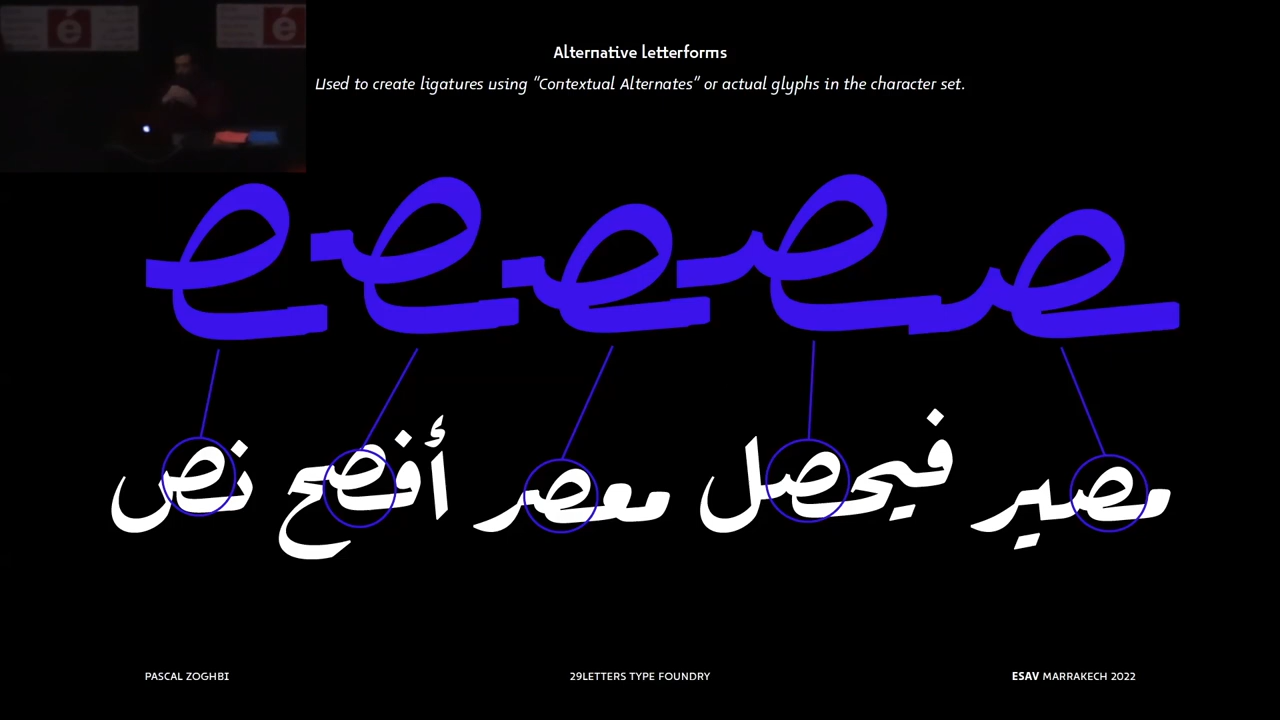 Alternative letterforms
Used to create ligatures using “Contextual Alternates” or actual glyphs in the character set.
مصير فيحصل معصر أفصح نص
PASCAL ZOGHBI
29LETTERS TYPE FOUNDRY
ESAV MARRAKECH 2022